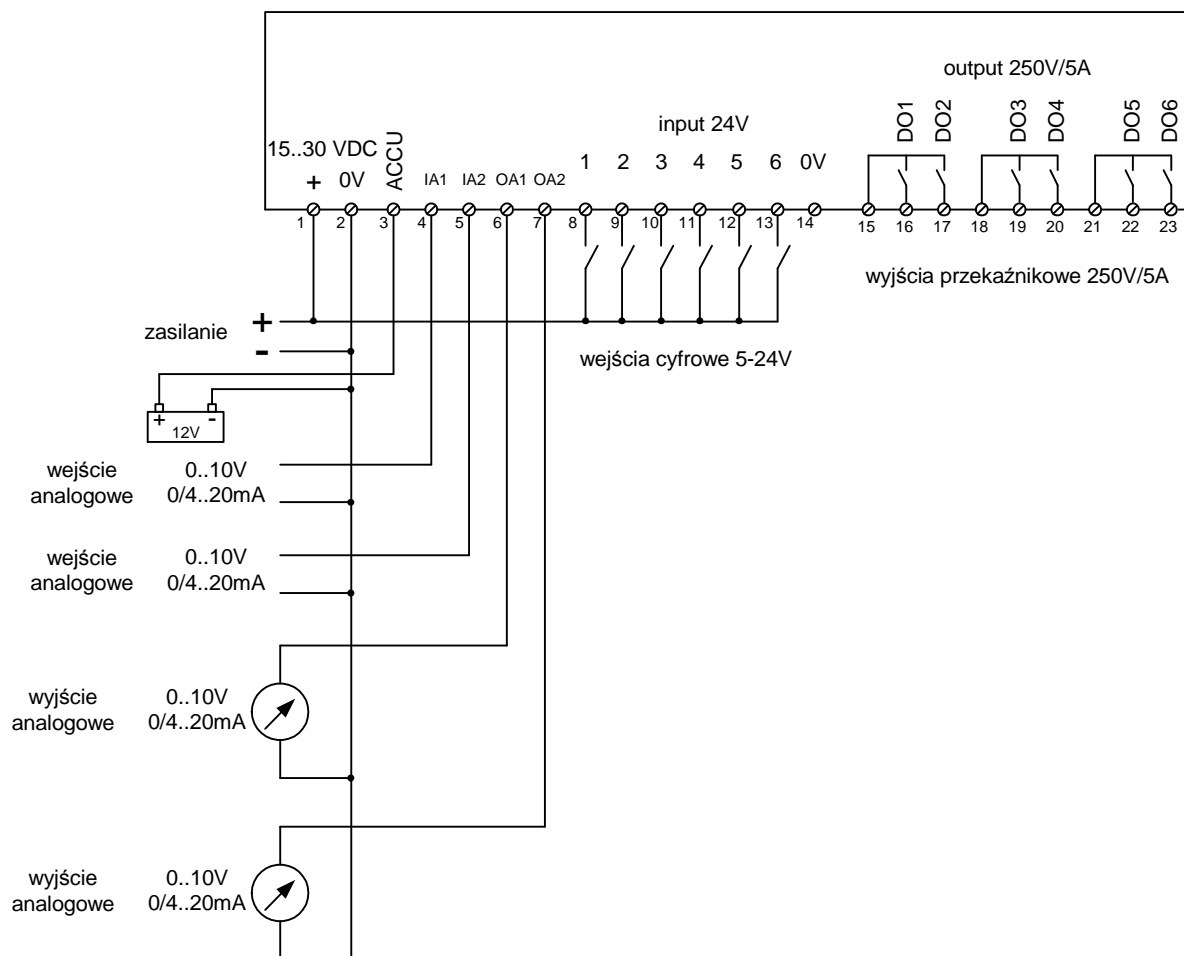 output 250V/5A
DO1 DO2 DO3 DO4 DO5 DO6
input 24V
15..30 VDC
+ 0V ACCU IA1 IA2 OA1 OA2 1 2 3 4 5 6 0V
1 2 3 4 5 6 7 8 9 10 11 12 13 14 15 16 17 18 19 20 21 22 23
wyjścia przekaźnikowe 250V/5A
zasilanie + -
wejścia cyfrowe 5-24V
+ -
12V
wejście 0..10V
analogowe 0/4..20mA
wejście 0..10V
analogowe 0/4..20mA
wyjście 0..10V
analogowe 0/4..20mA
wyjście 0..10V
analogowe 0/4..20mA